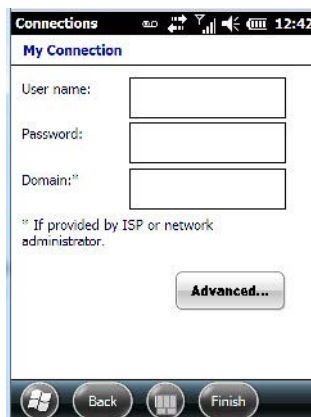 Connections 12:42
My Connection
User name:
Password:
Domain:*
* If provided by ISP or network
administrator.
Advanced...
Back Finish